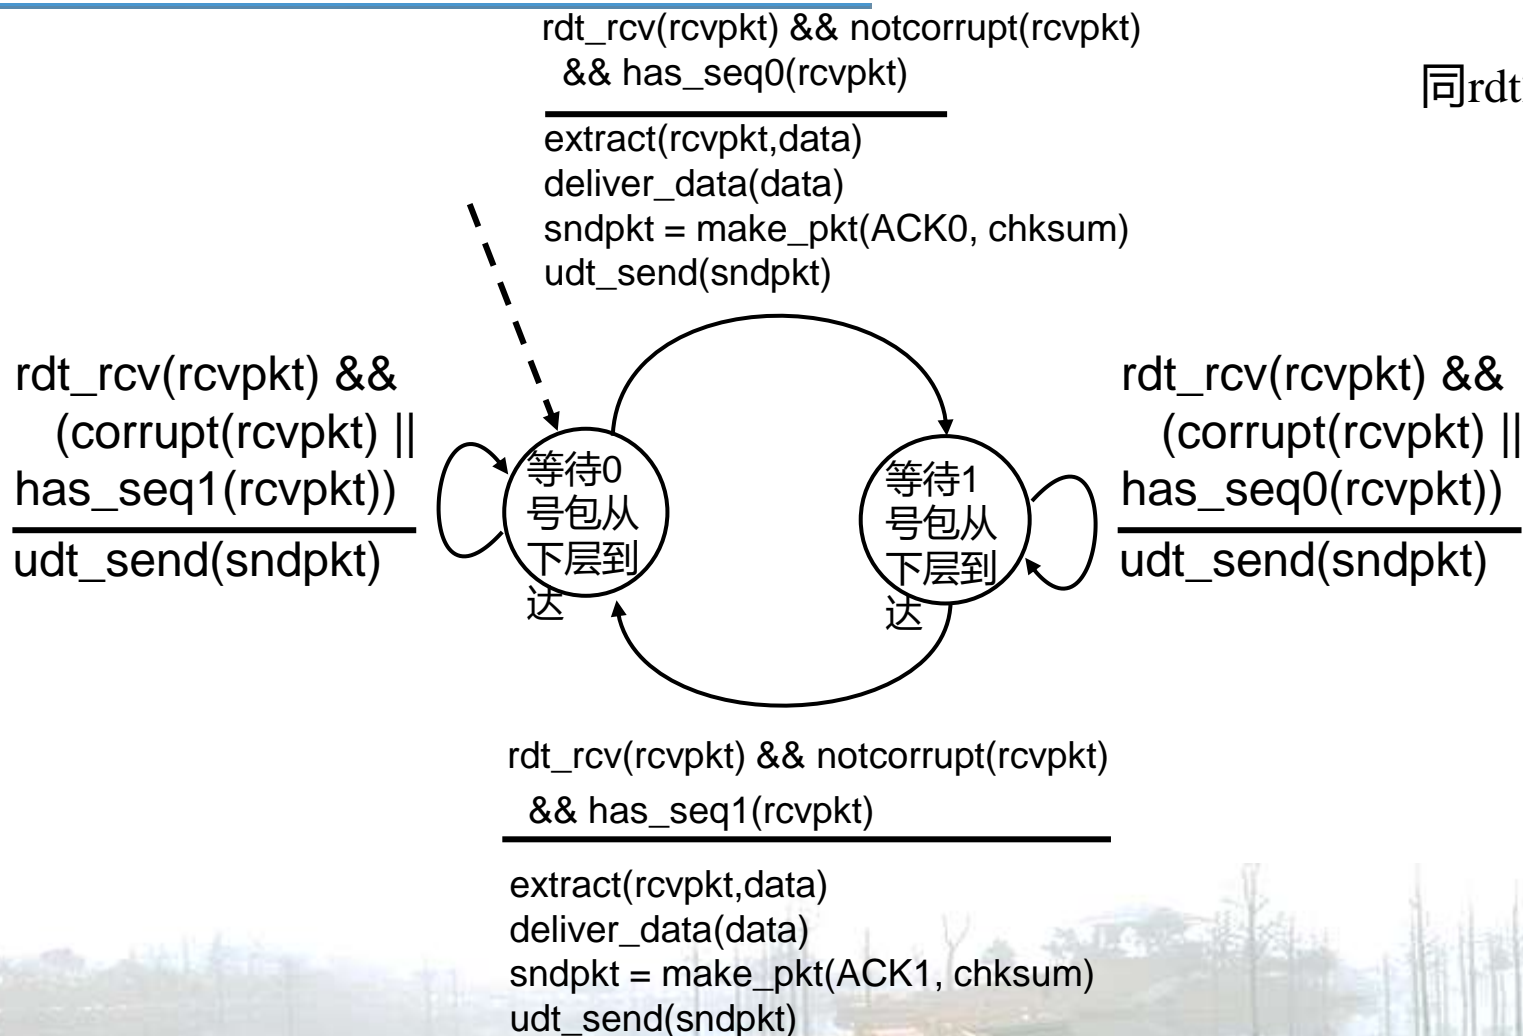 rdt_rcv(rcvpkt) && notcorrupt(rcvpkt)
&& has_seq0(rcvpkt)
同rdt
extract(rcvpkt,data)
deliver_data(data)
sndpkt = make_pkt(ACK0, chksum)
udt_send(sndpkt)
rdt_rcv(rcvpkt) &&
(corrupt(rcvpkt) ||
has_seq1(rcvpkt))
udt_send(sndpkt)
等待0
号包从
下层到
达
等待1
号包从
下层到
达
rdt_rcv(rcvpkt) &&
(corrupt(rcvpkt) ||
has_seq0(rcvpkt))
udt_send(sndpkt)
rdt_rcv(rcvpkt) && notcorrupt(rcvpkt)
&& has_seq1(rcvpkt)
extract(rcvpkt,data)
deliver_data(data)
sndpkt = make_pkt(ACK1, chksum)
udt_send(sndpkt)